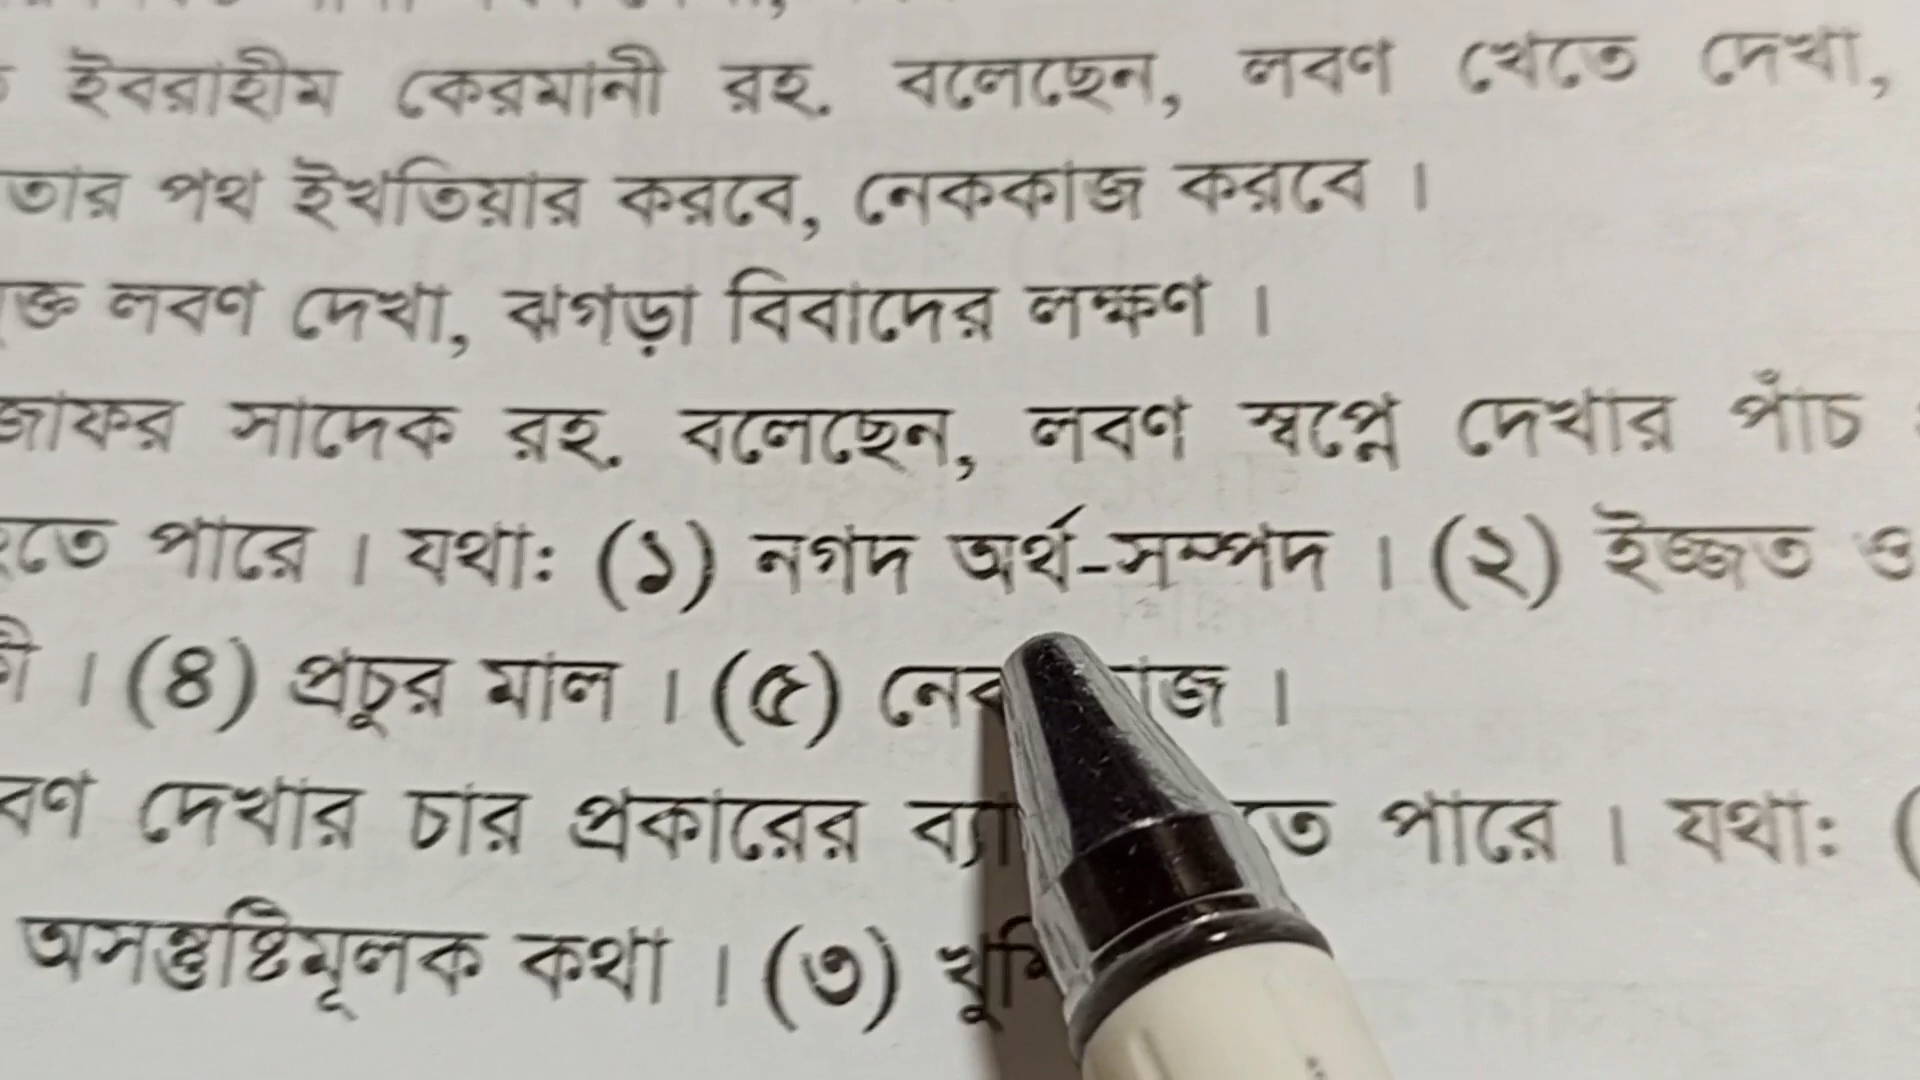 ইবরাহীম কেরমানী রহ. বলেছেন, লবণ খেতে দেখা,
তার পথ ইখতিয়ার করবে, নেককাজ করবে ।
লবণ দেখা, ঝগড়া বিবাদের লক্ষণ ।
জাফর সাদেক রহ. বলেছেন, লবণ স্বপ্নে দেখার পাঁচ
পারে । যথা: (১) নগদ অর্থ-সম্পদ । (২) ইজ্জত ও
। (৪) প্রচুর মাল । (৫)
দেখার চার প্রকারের পারে । যথা: (
অসন্তুষ্টিমূলক কথা । (৩)